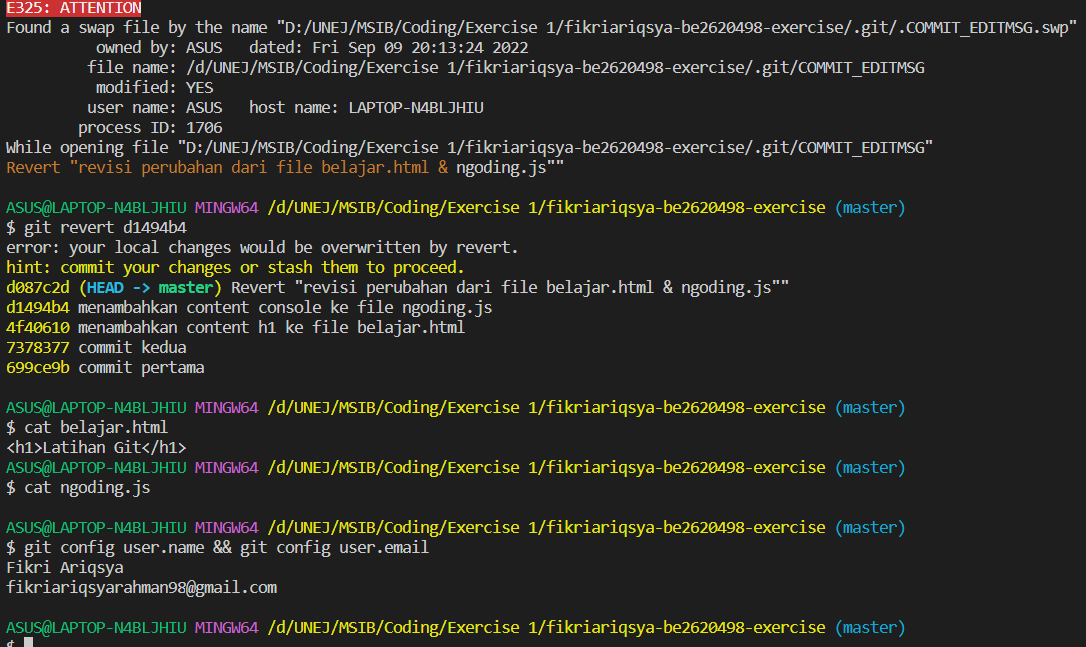 E325: ATTENTION
Found a swap file by the name "D:/UNEJ/MSIB/Coding/Exercise 1/fikriariqsya-be2620498-exercise/.git/.COMMIT_EDITMSG.swp"
owned by: ASUS   dated: Fri Sep 09 20:13:24 2022
file name: /d/UNEJ/MSIB/Coding/Exercise 1/fikriariqsya-be2620498-exercise/.git/COMMIT_EDITMSG
modified: YES
user name: ASUS   host name: LAPTOP-N4BLJHIU
process ID: 1706
While opening file "D:/UNEJ/MSIB/Coding/Exercise 1/fikriariqsya-be2620498-exercise/.git/COMMIT_EDITMSG"
Revert "revisi perubahan dari file belajar.html & ngoding.js""
ASUS@LAPTOP-N4BLJHIU MINGW64 /d/UNEJ/MSIB/Coding/Exercise 1/fikriariqsya-be2620498-exercise (master)
$ git revert d1494b4
error: your local changes would be overwritten by revert.
hint: commit your changes or stash them to proceed.
d087c2d (HEAD -> master) Revert "revisi perubahan dari file belajar.html & ngoding.js""
d1494b4 menambahkan content console ke file ngoding.js
4f40610 menambahkan content h1 ke file belajar.html
7378377 commit kedua
699ce9b commit pertama
ASUS@LAPTOP-N4BLJHIU MINGW64 /d/UNEJ/MSIB/Coding/Exercise 1/fikriariqsya-be2620498-exercise (master)
$ cat belajar.html
<h1>Latihan Git</h1>
ASUS@LAPTOP-N4BLJHIU MINGW64 /d/UNEJ/MSIB/Coding/Exercise 1/fikriariqsya-be2620498-exercise (master)
$ cat ngoding.js
ASUS@LAPTOP-N4BLJHIU MINGW64 /d/UNEJ/MSIB/Coding/Exercise 1/fikriariqsya-be2620498-exercise (master)
$ git config user.name && git config user.email
Fikri Ariqsya
fikriariqsyarahman98@gmail.com
ASUS@LAPTOP-N4BLJHIU MINGW64 /d/UNEJ/MSIB/Coding/Exercise 1/fikriariqsya-be2620498-exercise (master)
$